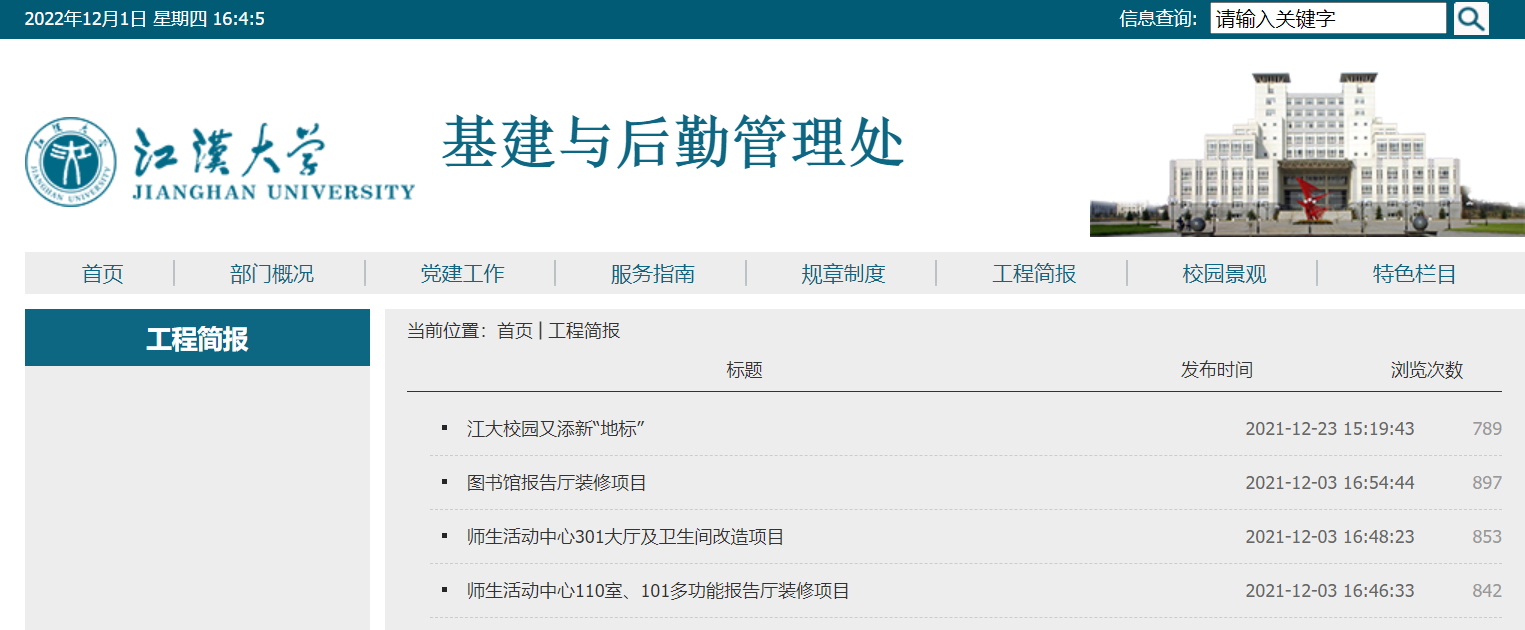 2022年12月1日 星期四 16:4:5
信息查询: 请输入关键字
江漢大学
JIANGHAN UNIVERSITY
基建与后勤管理处
首页 部门概况 党建工作 服务指南 规章制度 工程简报 校园景观 特色栏目
工程简报
当前位置：首页 | 工程简报
标题 发布时间 浏览次数
江大校园又添新“地标” 2021-12-23 15:19:43 789
图书馆报告厅装修项目 2021-12-03 16:54:44 897
师生活动中心301大厅及卫生间改造项目 2021-12-03 16:48:23 853
师生活动中心110室、101多功能报告厅装修项目 2021-12-03 16:46:33 842